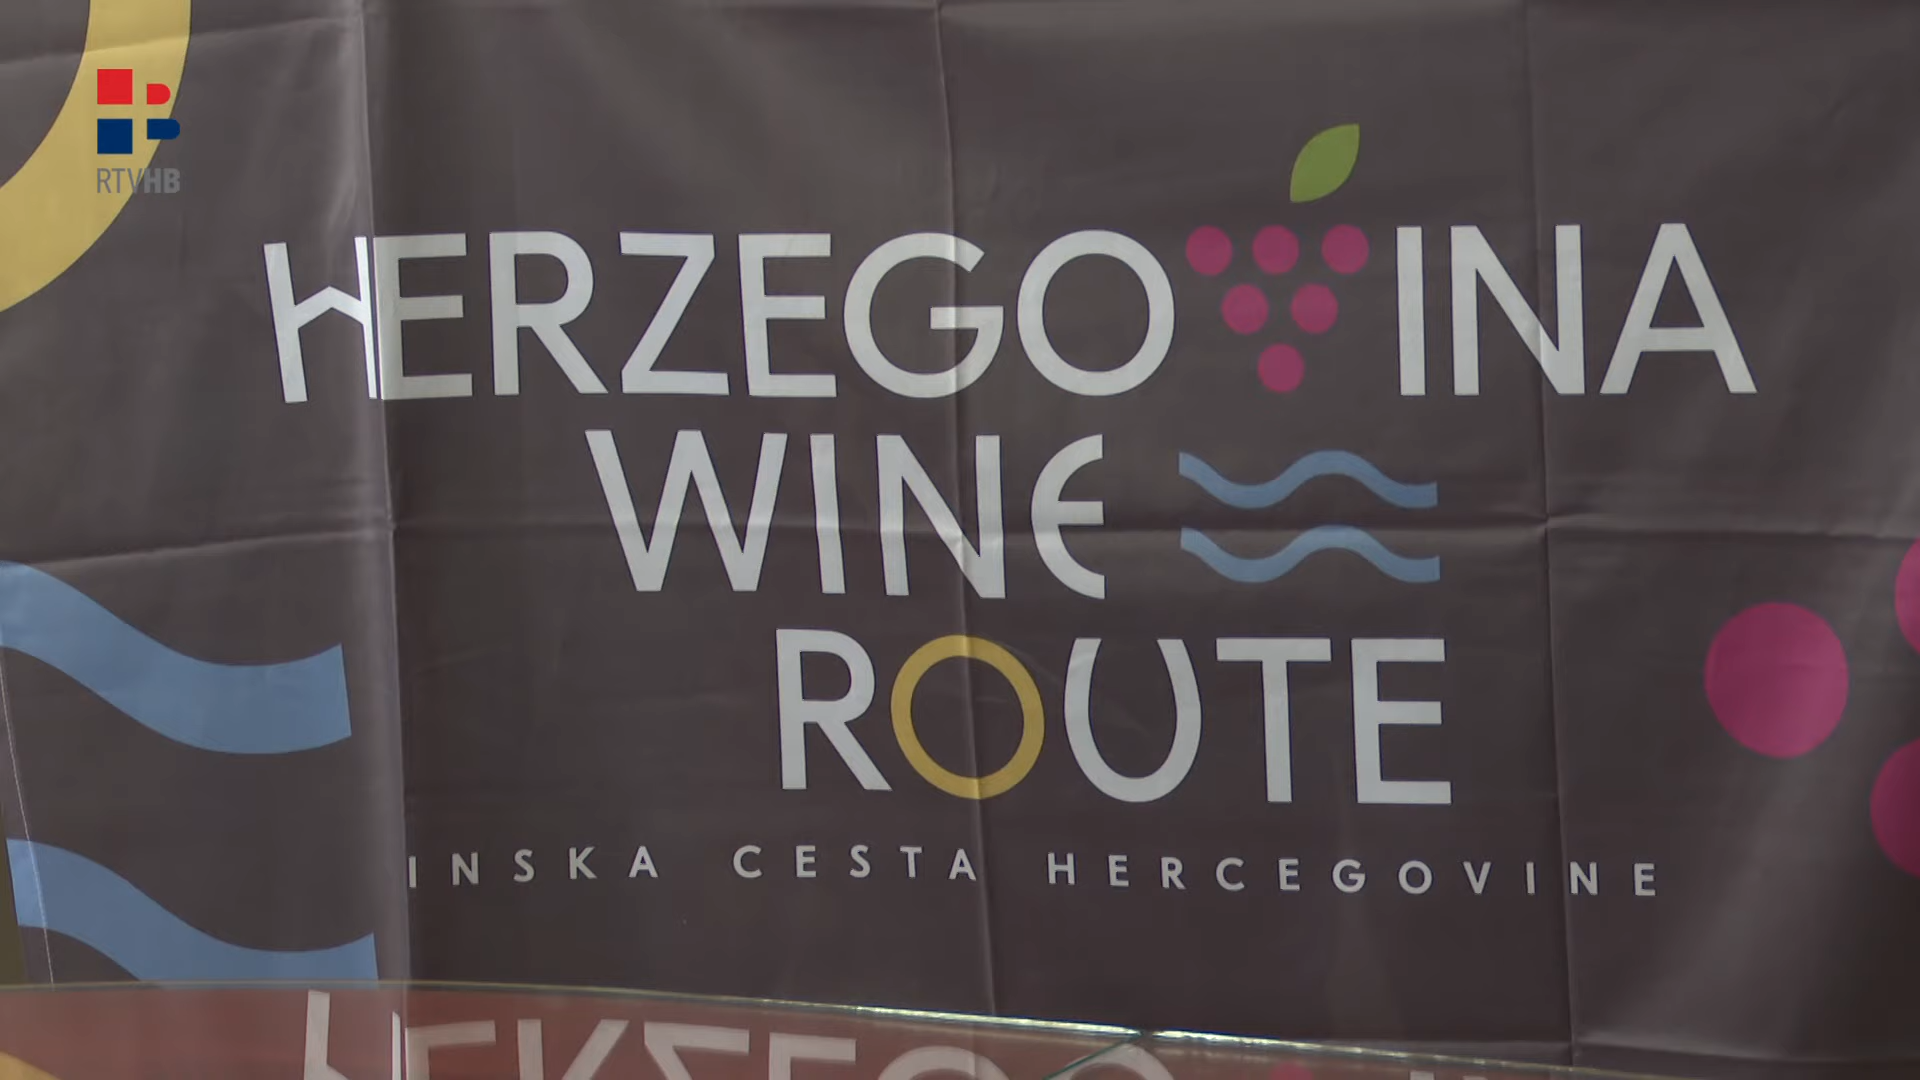 RTVHB
HERZEGOVINA
WINE
ROUTE
INSKA CESTA HERCEGOVINE